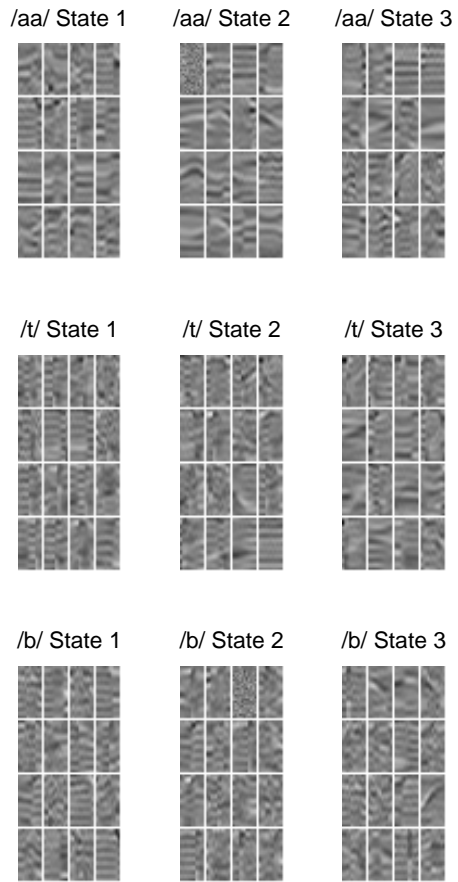 /aa/ State 1 /aa/ State 2 /aa/ State 3
/t/ State 1 /t/ State 2 /t/ State 3
/b/ State 1 /b/ State 2 /b/ State 3